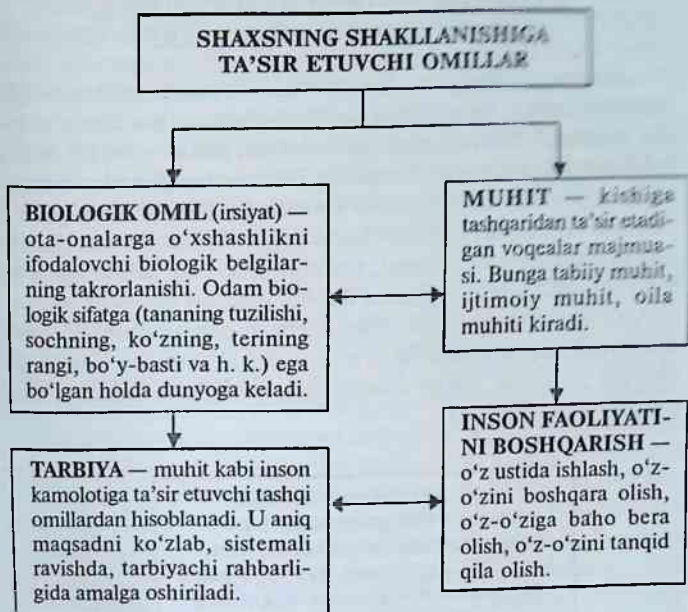 SHAXSNING SHAKLLANISHIGA
TA’SIR ETUVCHI OMILLAR
BIOLOGIK OMIL (irsiyat) —
ota-onalarga o‘xshashlikni
ifodalovchi biologik belgilar-
ning takrorlanishi. Odam bio-
logik sifatga (tananing tuzilishi,
sochning, ko‘zning, terining
rangi, bo‘y-basti va h. k.) ega
bo‘lgan holda dunyoga keladi.
MUHIT — kishiga
tashqaridan ta’sir etadi-
gan voqealar majmua-
si. Bunga tabiiy muhit,
ijtimoiy muhit, oila
muhiti kiradi.
TARBIYA — muhit kabi inson
kamolotiga ta’sir etuvchi tashqi
omillardan hisoblanadi. U aniq
maqsadni ko‘zlab, sistemali
ravishda, tarbiyachi rahbarli-
gida amalga oshiriladi.
INSON FAOLIYATI-
NI BOSHQARISH —
o‘z ustida ishlash, o‘z-
o‘zini boshqara olish,
o‘z-o‘ziga baho bera
olish, o‘z-o‘zini tanqid
qila olish.